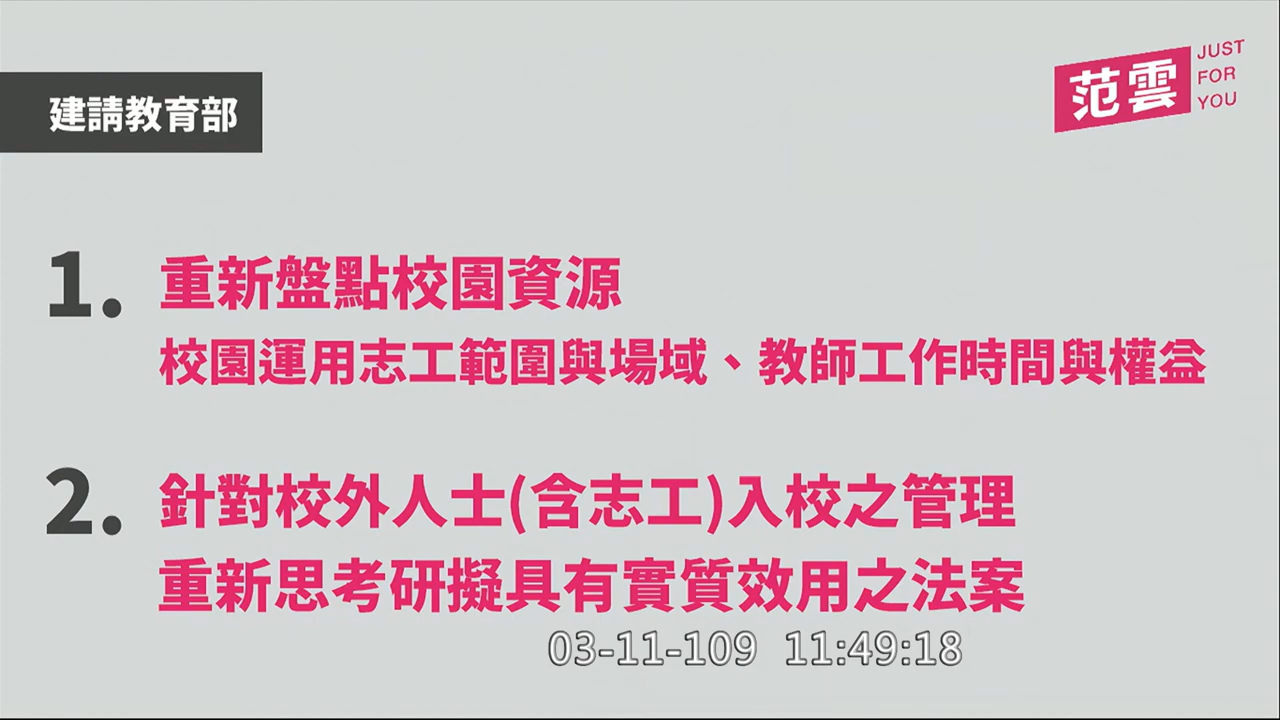 建請教育部
范雲
JUST
FOR
YOU
1. 重新盤點校園資源
校園運用志工範圍與場域、教師工作時間與權益
2. 針對校外人士(含志工)入校之管理
重新思考研擬具有實質效用之法案
03-11-109 11:49:18